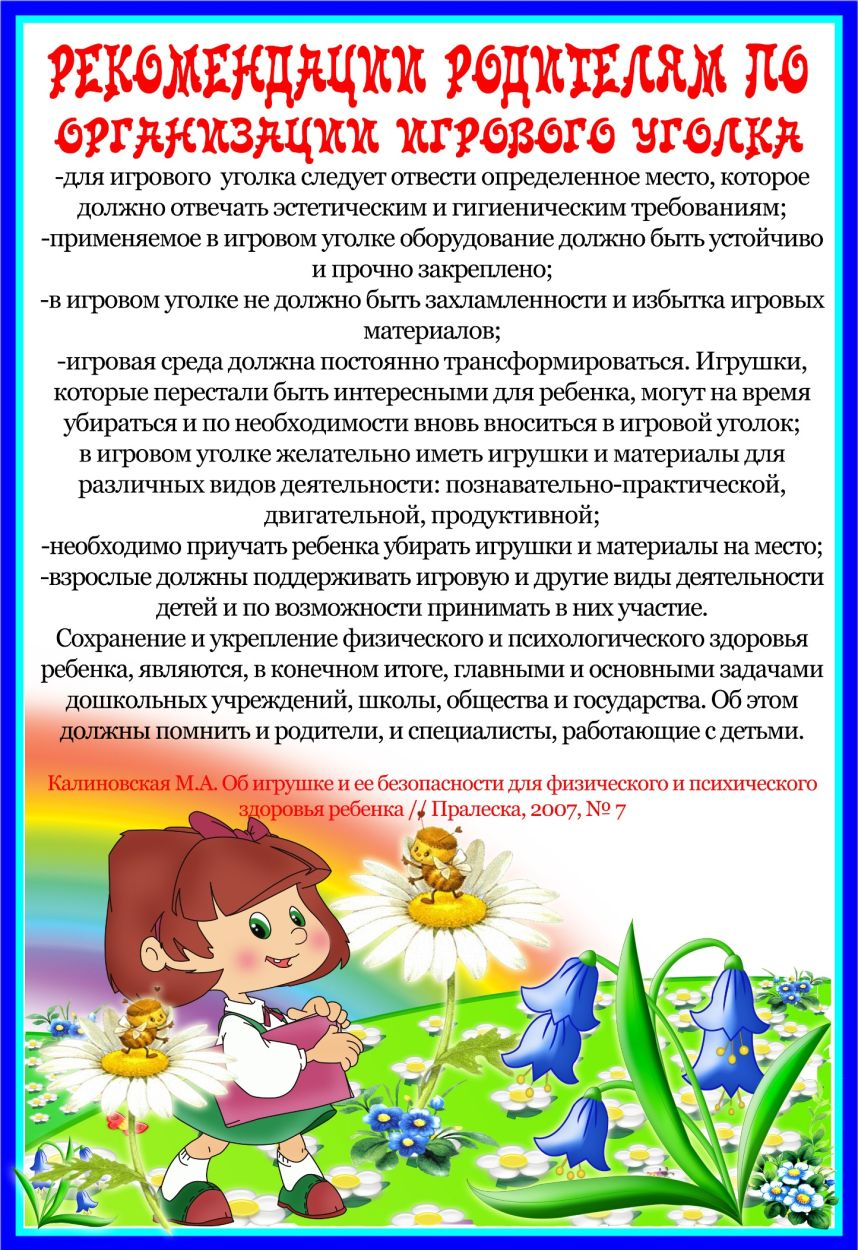 РЕКОМЕНДАЦИИ РОДИТЕЛЯМ ПО
ОРГАНИЗАЦИИ ИГРОВОГО УГОЛКА
-для игрового уголка следует отвести определенное место, которое
должно отвечать эстетическим и гигиеническим требованиям;
-применяемое в игровом уголке оборудование должно быть устойчиво
и прочно закреплено;
-в игровом уголке не должно быть захламленности и избытка игровых
материалов;
-игровая среда должна постоянно трансформироваться. Игрушки,
которые перестали быть интересными для ребенка, могут на время
убираться и по необходимости вновь вноситься в игровой уголок;
в игровом уголке желательно иметь игрушки и материалы для
различных видов деятельности: познавательно-практической,
двигательной, продуктивной;
-необходимо приучать ребенка убирать игрушки и материалы на место;
-взрослые должны поддерживать игровую и другие виды деятельности
детей и по возможности принимать в них участие.
Сохранение и укрепление физического и психологического здоровья
ребенка, являются, в конечном итоге, главными и основными задачами
дошкольных учреждений, школы, общества и государства. Об этом
должны помнить и родители, и специалисты, работающие с детьми.
Калиновская М.А. Об игрушке и ее безопасности для физического и психического
здоровья ребенка // Пралеска, 2007, № 7